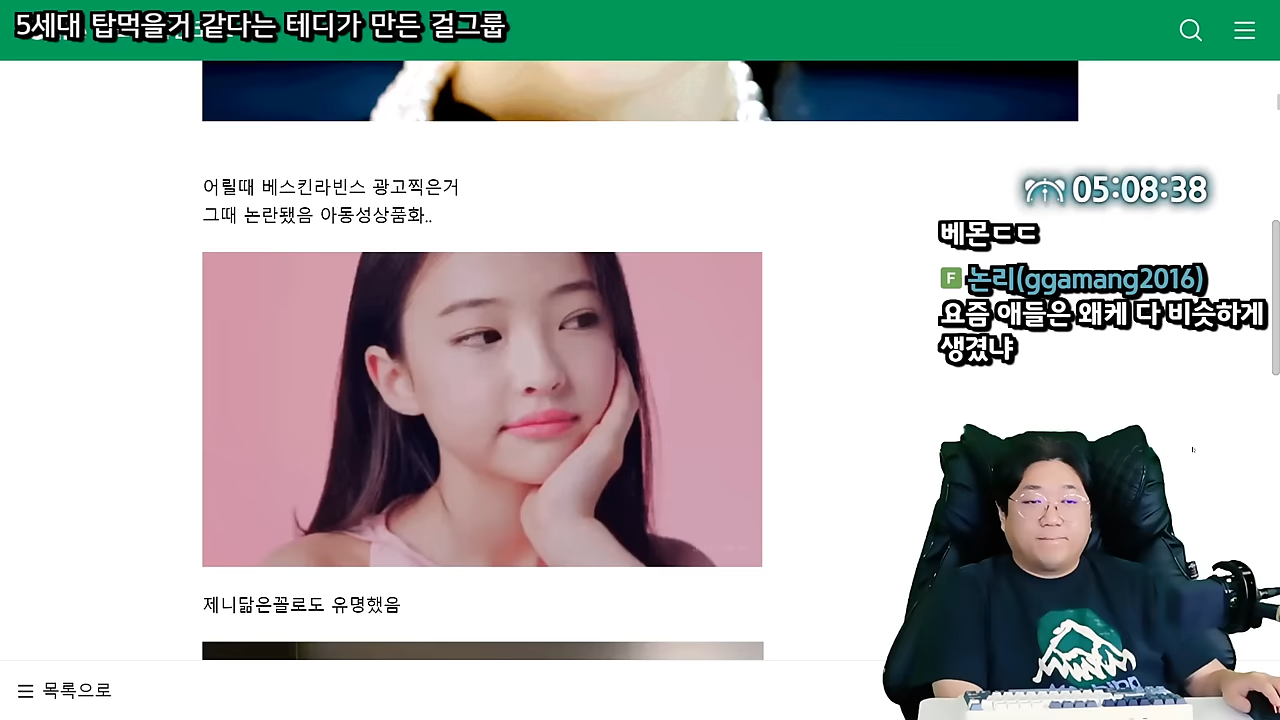 5세대 탑먹을거 같다는 테디가 만든 걸그룹
어릴때 베스킨라빈스 광고찍은거
그때 논란됐음 아동성상품화..
05:08:38
베몬ㄷㄷ
F 논리(ggamang2016)
요즘 애들은 왜케 다 비슷하게
생겼냐
제니닮은꼴로도 유명했음
목록으로